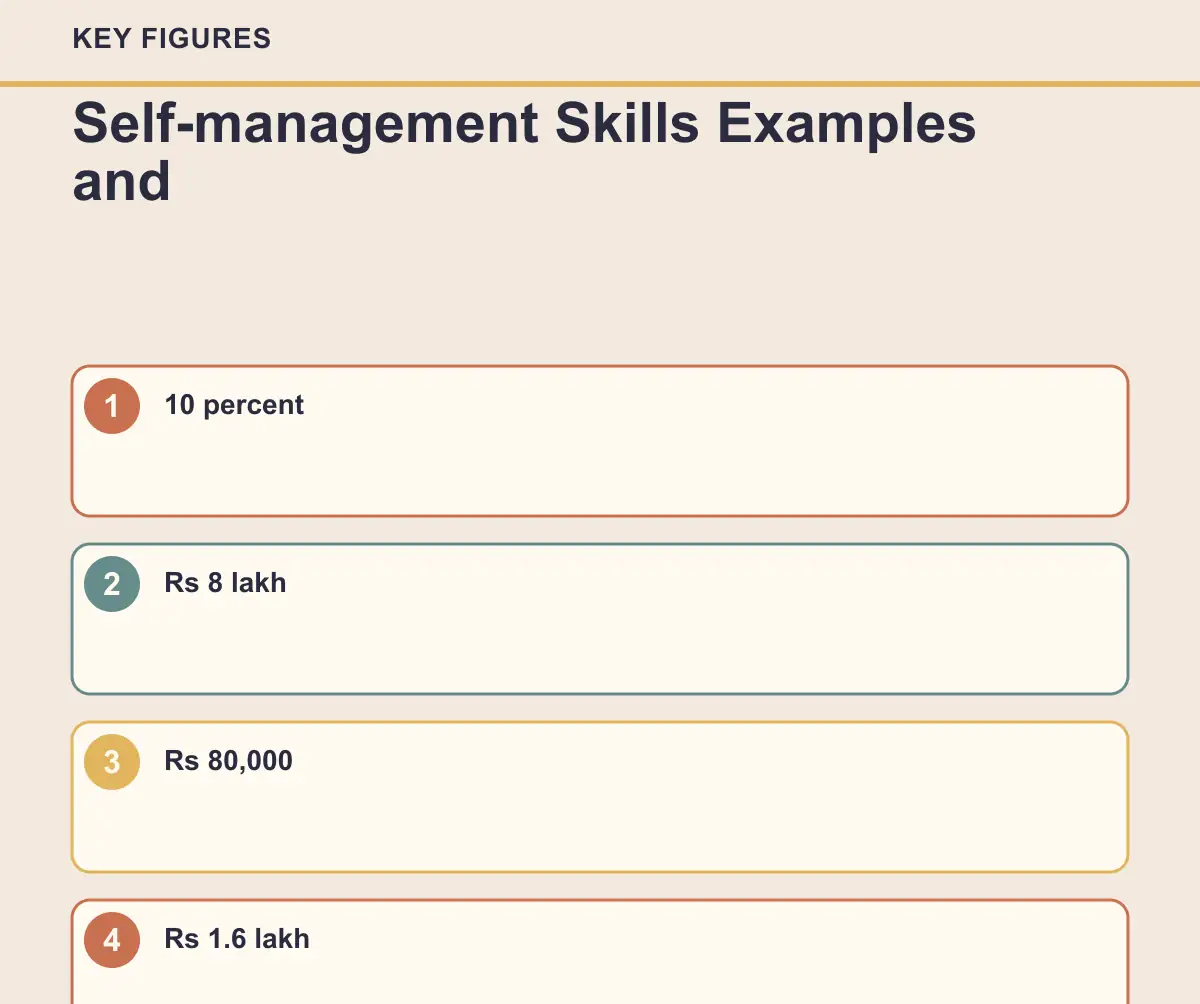 KEY FIGURES
Self-management Skills Examples
and
1 10 percent
2 Rs 8 lakh
3 Rs 80,000
4 Rs 1.6 lakh